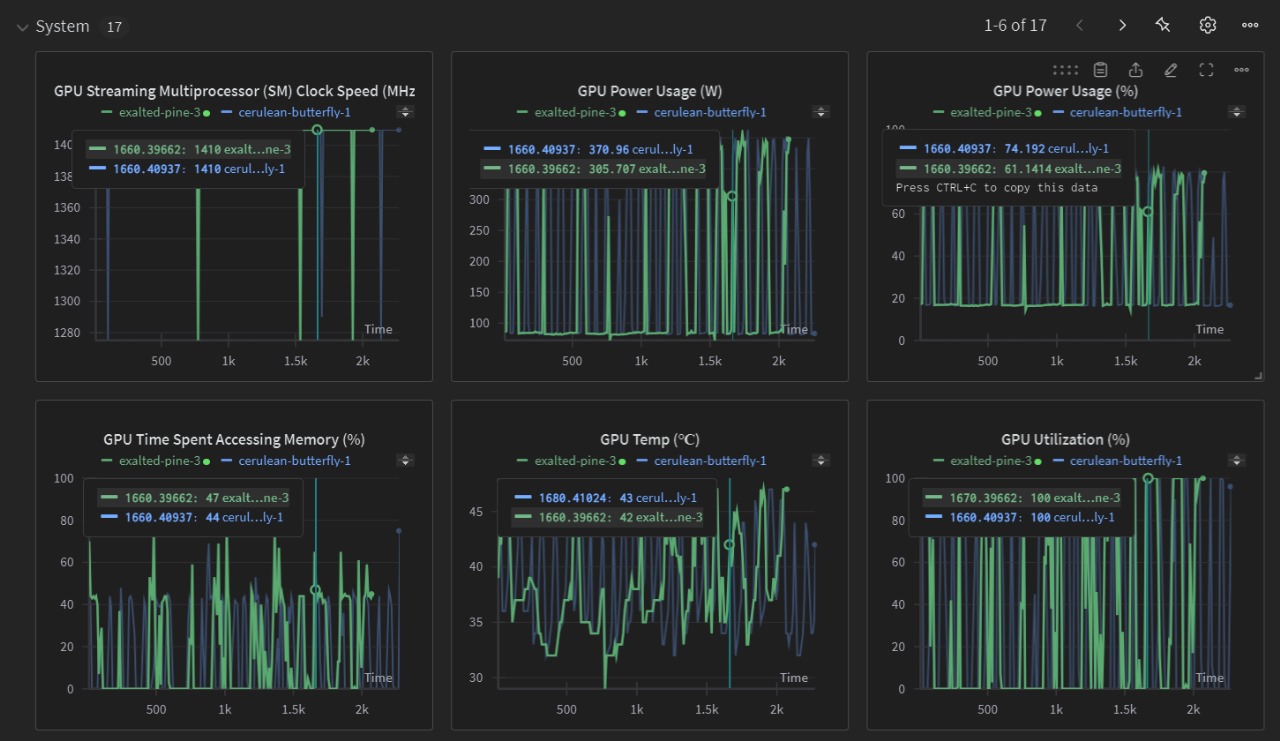 System 17
1-6 of 17
GPU Streaming Multiprocessor (SM) Clock Speed (MHz
exalted-pine-3 cerulean-butterfly-1
1660.39662: 1410 exalt...ne-3
1660.40937: 1410 cerul...ly-1
1360
1340
1320
1300
1280
Time
500 1k 1.5k 2k
GPU Power Usage (W)
exalted-pine-3 cerulean-butterfly-1
1660.40937: 370.96 cerul...ly-1
1660.39662: 305.707 exalt...ne-3
300
250
200
150
100
Time
500 1k 1.5k 2k
GPU Power Usage (%)
exalted-pine-3 cerulean-butterfly-1
100
1660.40937: 74.192 cerul...ly-1
1660.39662: 61.1414 exalt...ne-3
Press CTRL+C to copy this data
60
40
20
0
Time
500 1k 1.5k 2k
GPU Time Spent Accessing Memory (%)
exalted-pine-3 cerulean-butterfly-1
100
1660.39662: 47 exalt...ne-3
1660.40937: 44 cerul...ly-1
80
60
40
20
0
Time
500 1k 1.5k 2k
GPU Temp (℃)
exalted-pine-3 cerulean-butterfly-1
1680.41024: 43 cerul...ly-1
1660.39662: 42 exalt...ne-3
45
40
35
30
Time
500 1k 1.5k 2k
GPU Utilization (%)
exalted-pine-3 cerulean-butterfly-1
100
1670.39662: 100 exalt...ne-3
1660.40937: 100 cerul...ly-1
80
60
40
20
0
Time
500 1k 1.5k 2k